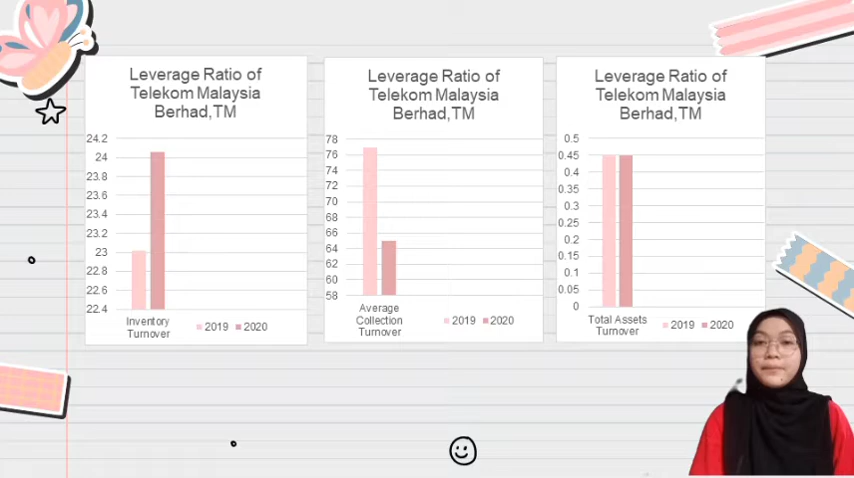 Leverage Ratio of
Telekom Malaysia
Berhad,TM
24.2
24
23.8
23.6
23.4
23.2
23
22.8
22.6
22.4
Inventory
Turnover
2019 2020
Leverage Ratio of
Telekom Malaysia
Berhad,TM
78
76
74
72
70
68
66
64
62
60
58
Average
Collection
Turnover
2019 2020
Leverage Ratio of
Telekom Malaysia
Berhad,TM
0.5
0.45
0.4
0.35
0.3
0.25
0.2
0.15
0.1
0.05
0
Total Assets
Turnover
2019 2020